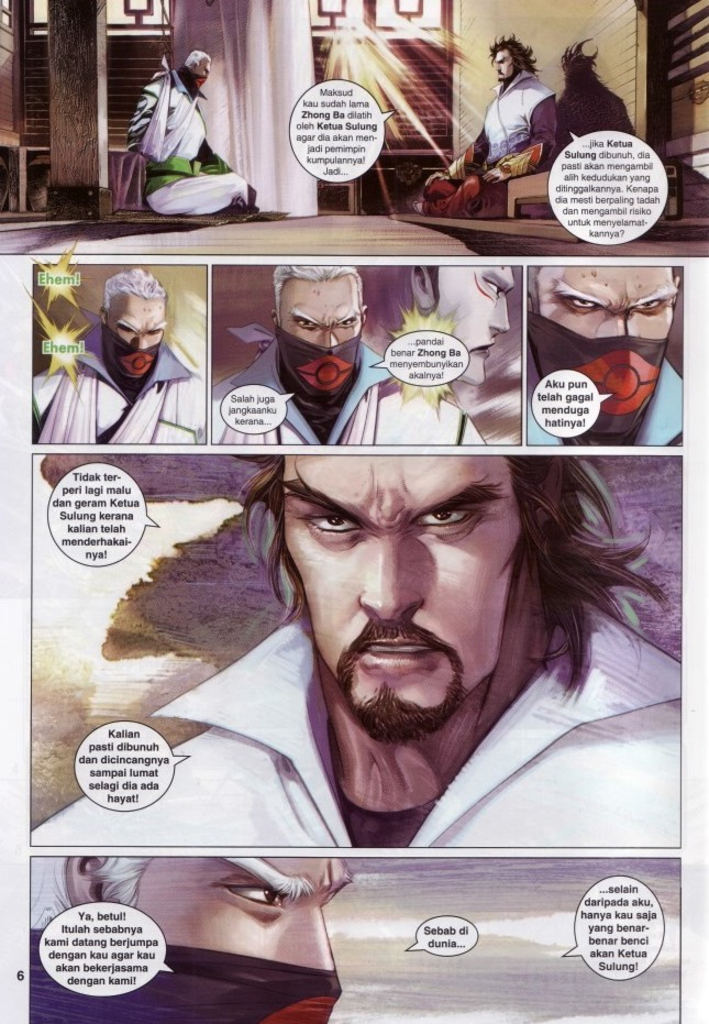 Maksud
kau sudah lama
Zhong Ba dilatih
oleh Ketua Sulung
agar dia akan men-
jadi pemimpin
kumpulannya!
Jadi...
...jika Ketua
Sulung dibunuh, dia
pasti akan mengambil
alih kedudukan yang
ditinggalkannya. Kenapa
dia mesti berpaling tadah
dan mengambil risiko
untuk menyelamat-
kannya?
Ehem!
Ehem!
Salah juga
jangkaanku
kerana...
...pandai
benar Zhong Ba
menyembunyikan
akalnya!
Aku pun
telah gagal
menduga
hatinya!
Tidak ter-
peri lagi malu
dan geram Ketua
Sulung kerana
kalian telah
menderhakai-
nya!
Kalian
pasti dibunuh
dan dicincangnya
sampai lumat
selagi dia ada
hayat!
Ya, betul!
Itulah sebabnya
kami datang berjumpa
dengan kau agar kau
akan bekerjasama
dengan kami!
Sebab di
dunia...
...selain
daripada aku,
hanya kau saja
yang benar-
benar benci
akan Ketua
Sulung!
6